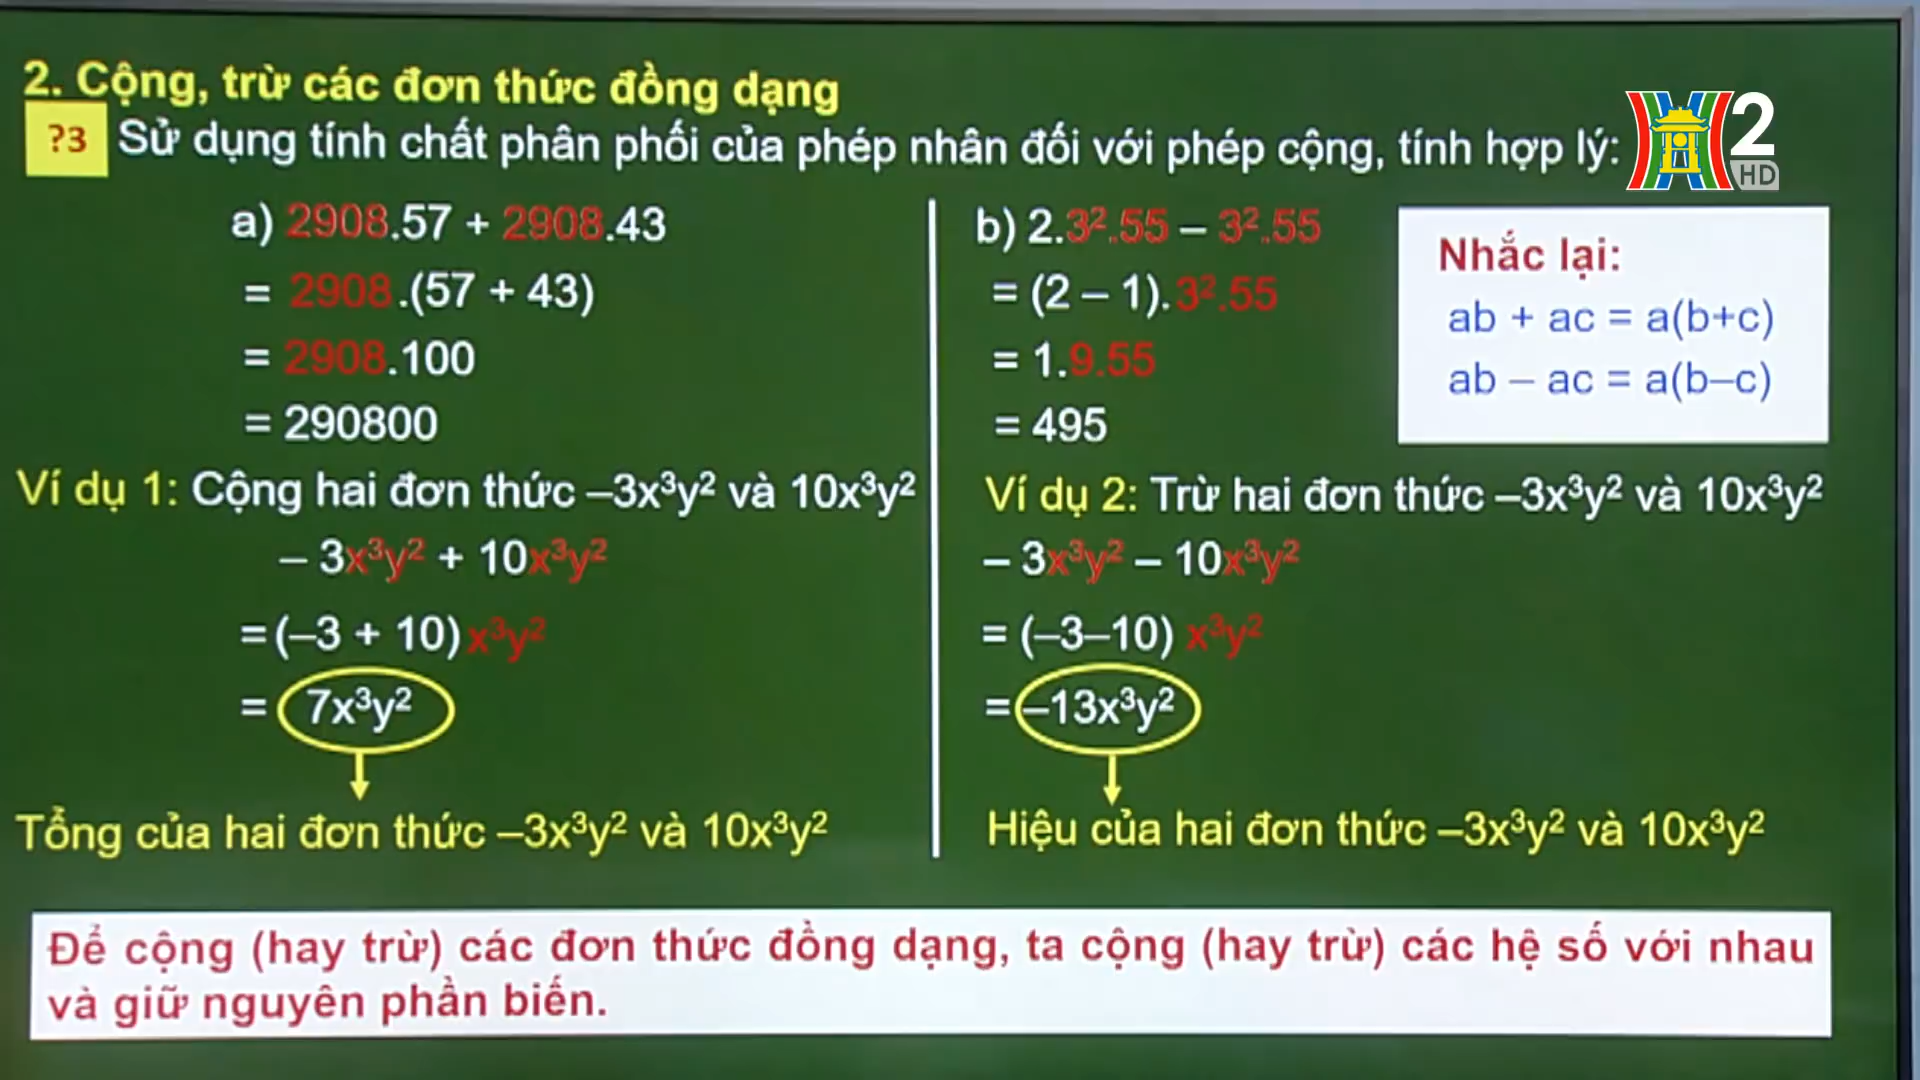 2. Cộng, trừ các đơn thức đồng dạng
?3 Sử dụng tính chất phân phối của phép nhân đối với phép cộng, tính hợp lý:
2
HD
a) 2908.57 + 2908.43
= 2908.(57 + 43)
= 2908.100
= 290800
b) 2.3².55 – 3².55
= (2 – 1).3².55
= 1.9.55
= 495
Nhắc lại:
ab + ac = a(b+c)
ab – ac = a(b–c)
Ví dụ 1: Cộng hai đơn thức –3x³y² và 10x³y²
– 3x³y² + 10x³y²
= (–3 + 10) x³y²
= 7x³y²
Tổng của hai đơn thức –3x³y² và 10x³y²
Ví dụ 2: Trừ hai đơn thức –3x³y² và 10x³y²
– 3x³y² – 10x³y²
= (–3–10) x³y²
= –13x³y²
Hiệu của hai đơn thức –3x³y² và 10x³y²
Để cộng (hay trừ) các đơn thức đồng dạng, ta cộng (hay trừ) các hệ số với nhau
và giữ nguyên phần biến.